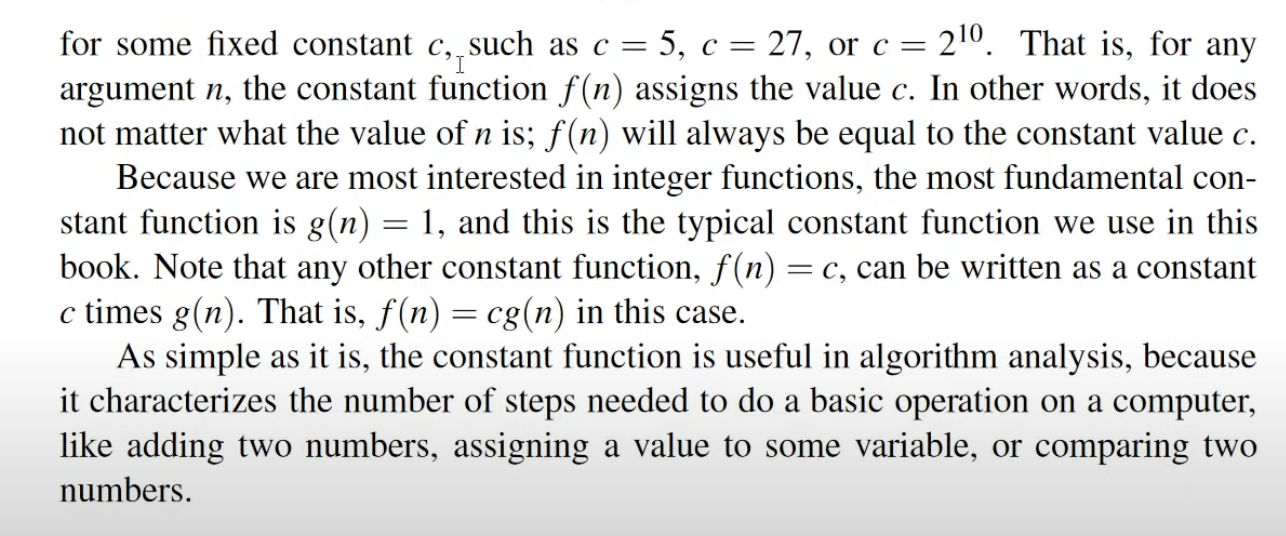 for some fixed constant c, such as c = 5, c = 27, or c = 2¹⁰. That is, for any
argument n, the constant function f(n) assigns the value c. In other words, it does
not matter what the value of n is; f(n) will always be equal to the constant value c.
Because we are most interested in integer functions, the most fundamental con-
stant function is g(n) = 1, and this is the typical constant function we use in this
book. Note that any other constant function, f(n) = c, can be written as a constant
c times g(n). That is, f(n) = cg(n) in this case.
As simple as it is, the constant function is useful in algorithm analysis, because
it characterizes the number of steps needed to do a basic operation on a computer,
like adding two numbers, assigning a value to some variable, or comparing two
numbers.